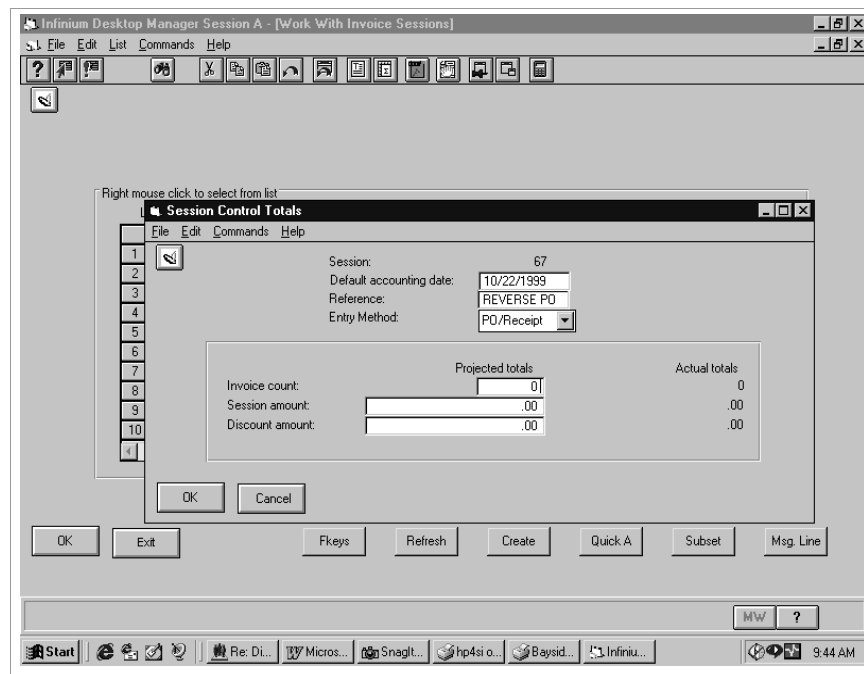 Infinium Desktop Manager Session A - [Work With Invoice Sessions]
File Edit List Commands Help
Right mouse click to select from list
Session Control Totals
File Edit Commands Help
1
2
3
4
5
6
7
8
9
10
Session: 67
Default accounting date: 10/22/1999
Reference: REVERSE PO
Entry Method: PO/Receipt
Projected totals Actual totals
Invoice count: 0 0
Session amount: .00 .00
Discount amount: .00 .00
OK Cancel
OK Exit Fkeys Refresh Create Quick A Subset Msg. Line
MW ?
Start Re: Di... Micros... SnagIt... hp4si o... Baysid... Infiniu... 9:44 AM